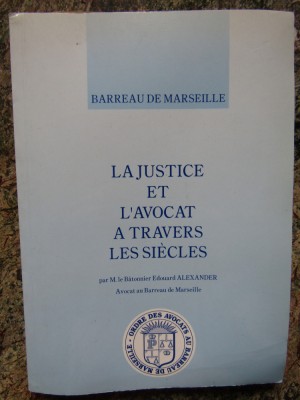 BARREAU DE MARSEILLE
LA JUSTICE
ET
L'AVOCAT
A TRAVERS
LES SIÈCLES
par M. le Bâtonnier Edouard ALEXANDER
Avocat au Barreau de Marseille
ORDRE DES AVOCATS AU BARREAU DE MARSEILLE